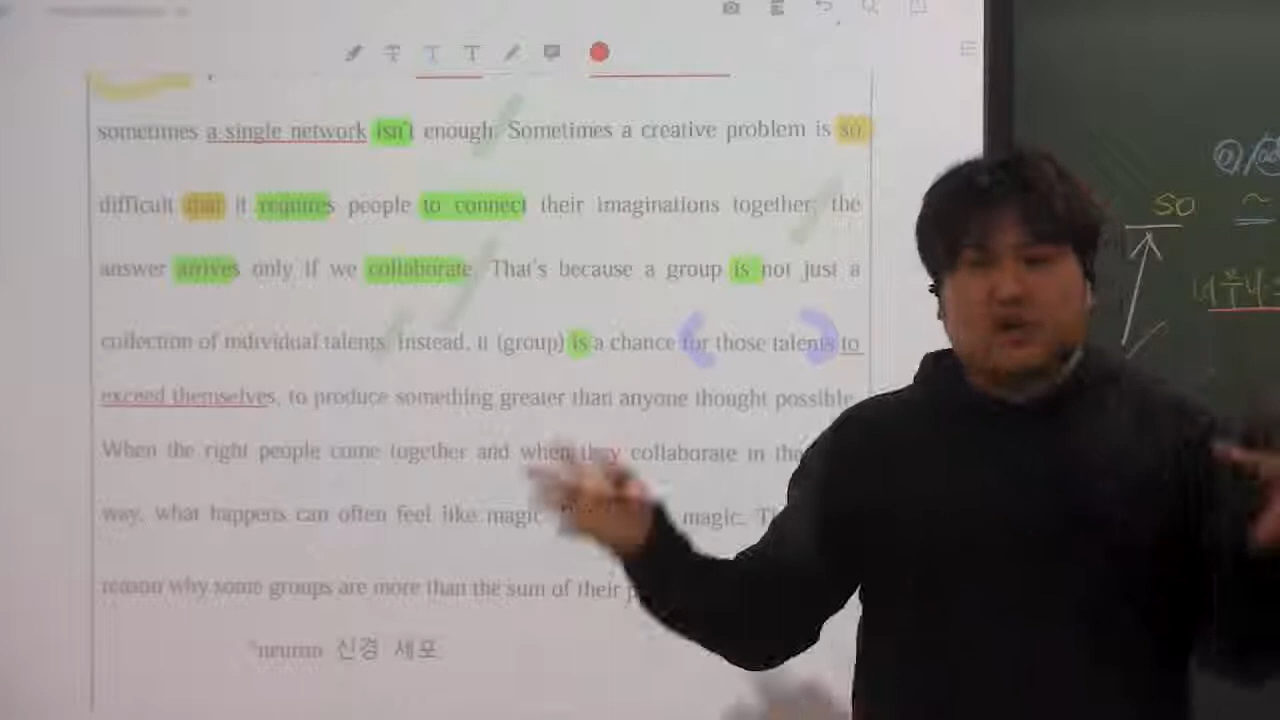 sometimes a single network isn't enough. Sometimes a creative problem is so
difficult that it requires people to connect their imaginations together; the
answer arrives only if we collaborate. That's because a group is not just a
collection of individual talents. Instead, it (group) is a chance for those talents to
exceed themselves, to produce something greater than anyone thought possible.
When the right people come together and when they collaborate in the
way, what happens can often feel like magic. magic.
reason why some groups are more than the sum of their
*neuron 신경 세포
so ~